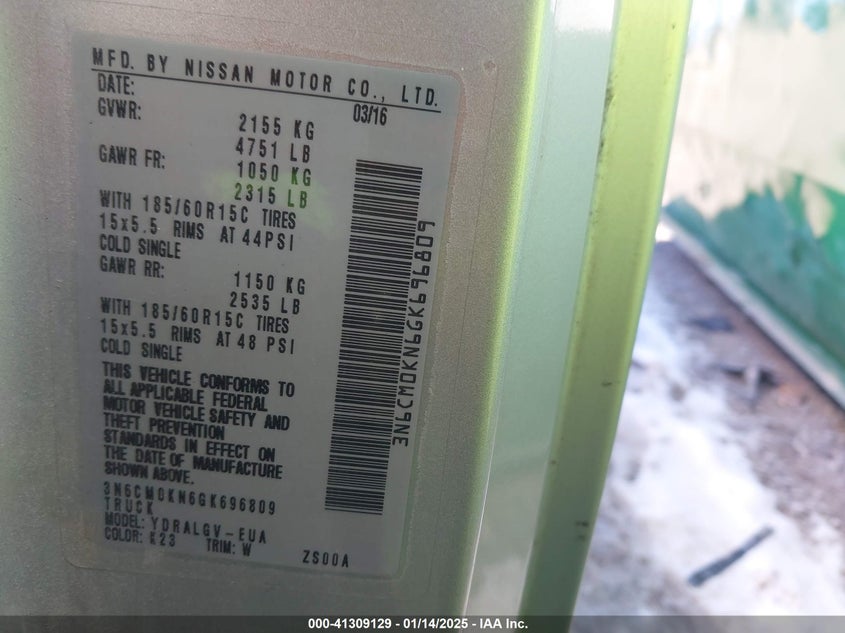 MFD. BY NISSAN MOTOR CO., LTD.
DATE: 03/16
GVWR: 2155 KG
4751 LB
GAWR FR: 1050 KG
2315 LB
WITH 185/60R15C TIRES
15x5.5 RIMS AT 44PSI
COLD SINGLE
GAWR RR: 1150 KG
2535 LB
WITH 185/60R15C TIRES
15x5.5 RIMS AT 48 PSI
COLD SINGLE
THIS VEHICLE CONFORMS TO
ALL APPLICABLE FEDERAL
MOTOR VEHICLE SAFETY AND
THEFT PREVENTION
STANDARDS IN EFFECT ON
THE DATE OF MANUFACTURE
SHOWN ABOVE.
3N6CM0KN6GK696809
TRUCK
MODEL: YDRALGV-EUA
COLOR: K23 TRIM: W ZS00A
3N6CM0KN6GK696809
000-41309129 - 01/14/2025 - IAA Inc.